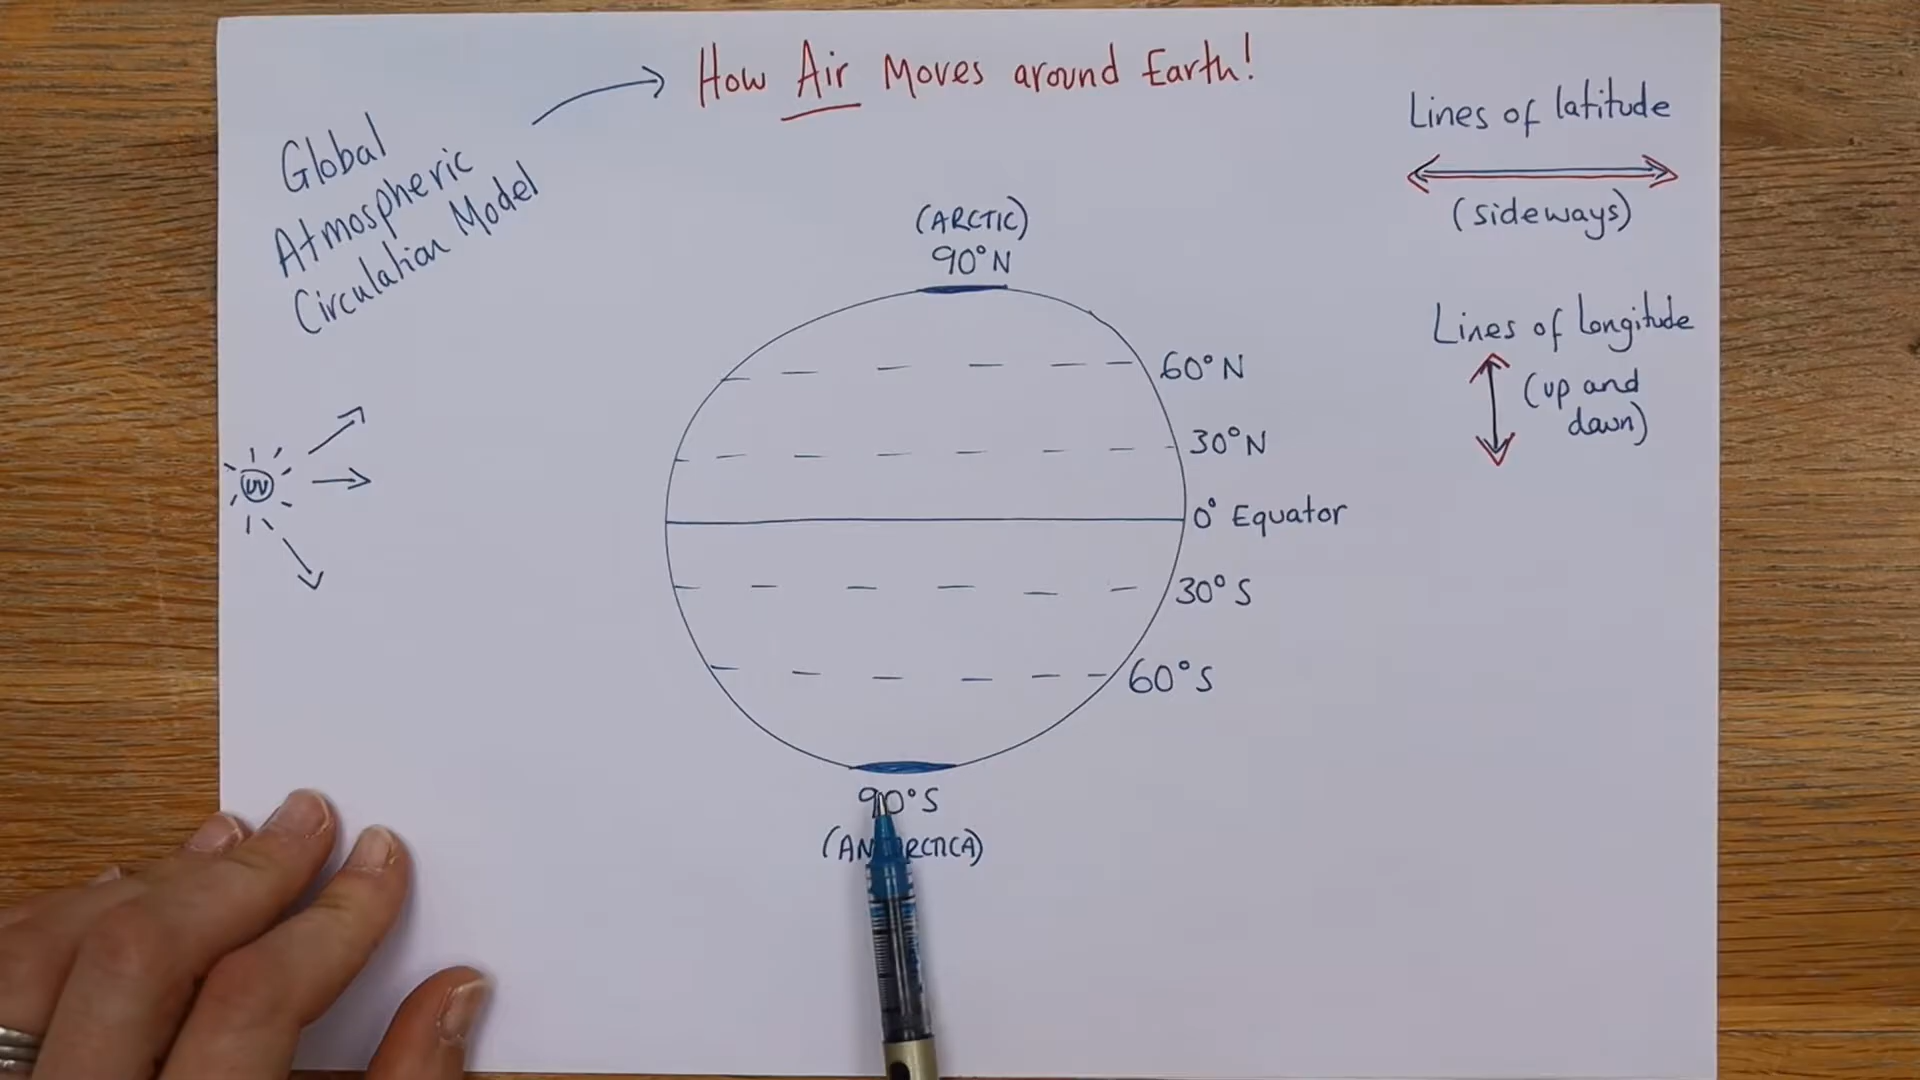 How Air Moves around Earth!
Global
Atmospheric
Circulation Model
Lines of latitude
(sideways)
Lines of longitude
(up and
down)
(ARCTIC)
90°N
60°N
30°N
UV
0° Equator
30°S
60°S
90°S
(ANTARCTICA)